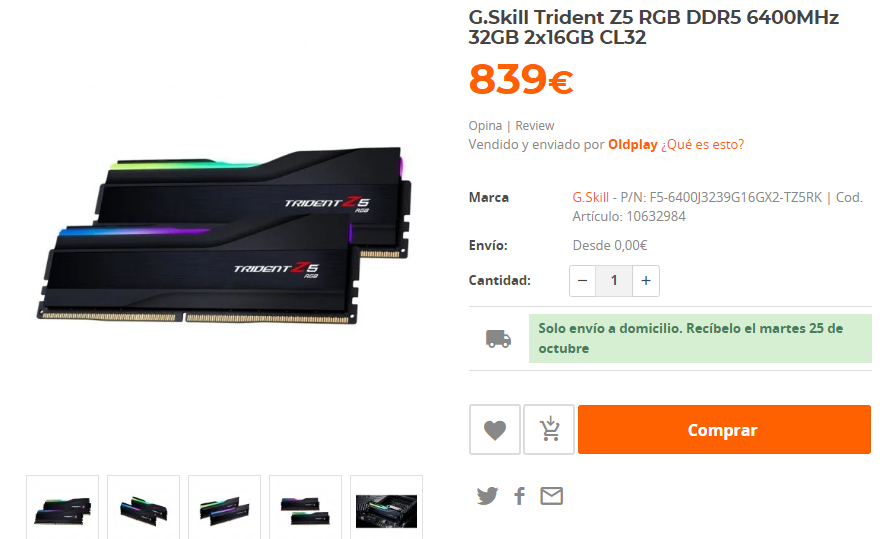 G.Skill Trident Z5 RGB DDR5 6400MHz
32GB 2x16GB CL32
839€
Opina | Review
Vendido y enviado por Oldplay ¿Qué es esto?
Marca
G.Skill - P/N: F5-6400J3239G16GX2-TZ5RK | Cod.
Artículo: 10632984
Envío:
Desde 0,00€
Cantidad:
− 1 +
Solo envío a domicilio. Recíbelo el martes 25 de
octubre
Comprar
TRIDENT Z5
RGB
TRIDENT Z5
RGB